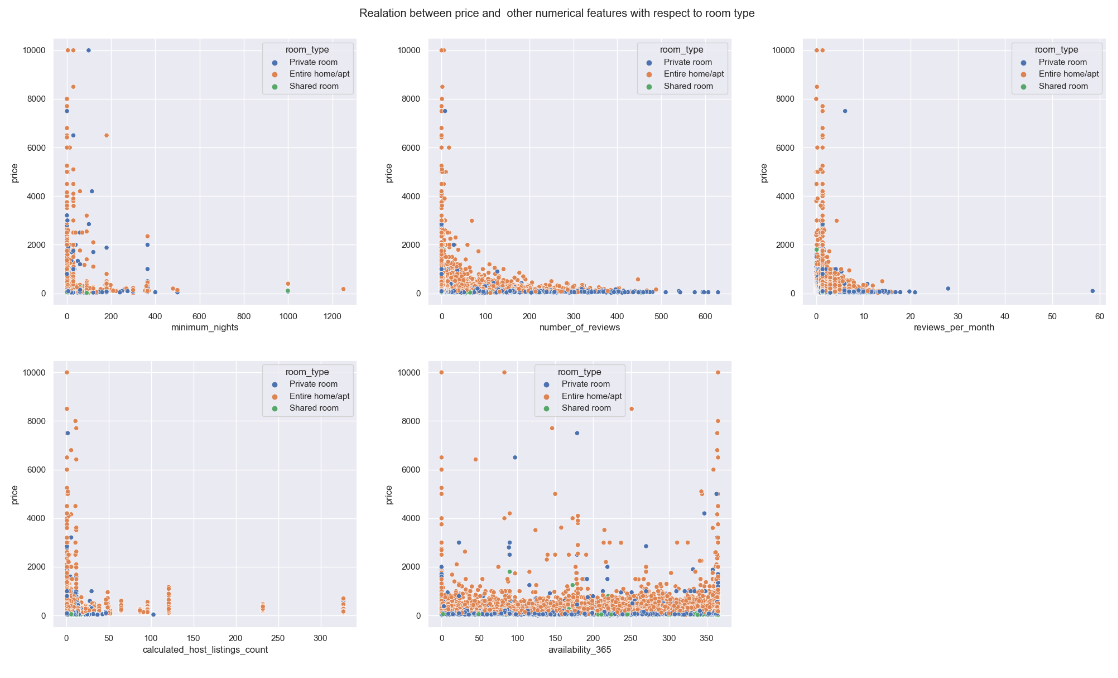 Realation between price and  other numerical features with respect to room type
room_type
Private room
Entire home/apt
Shared room
price
10000
8000
6000
4000
2000
0
0 200 400 600 800 1000 1200
minimum_nights
room_type
Private room
Entire home/apt
Shared room
price
10000
8000
6000
4000
2000
0
0 100 200 300 400 500 600
number_of_reviews
room_type
Private room
Entire home/apt
Shared room
price
10000
8000
6000
4000
2000
0
0 10 20 30 40 50 60
reviews_per_month
room_type
Private room
Entire home/apt
Shared room
price
10000
8000
6000
4000
2000
0
0 50 100 150 200 250 300
calculated_host_listings_count
room_type
Private room
Entire home/apt
Shared room
price
10000
8000
6000
4000
2000
0
0 50 100 150 200 250 300 350
availability_365